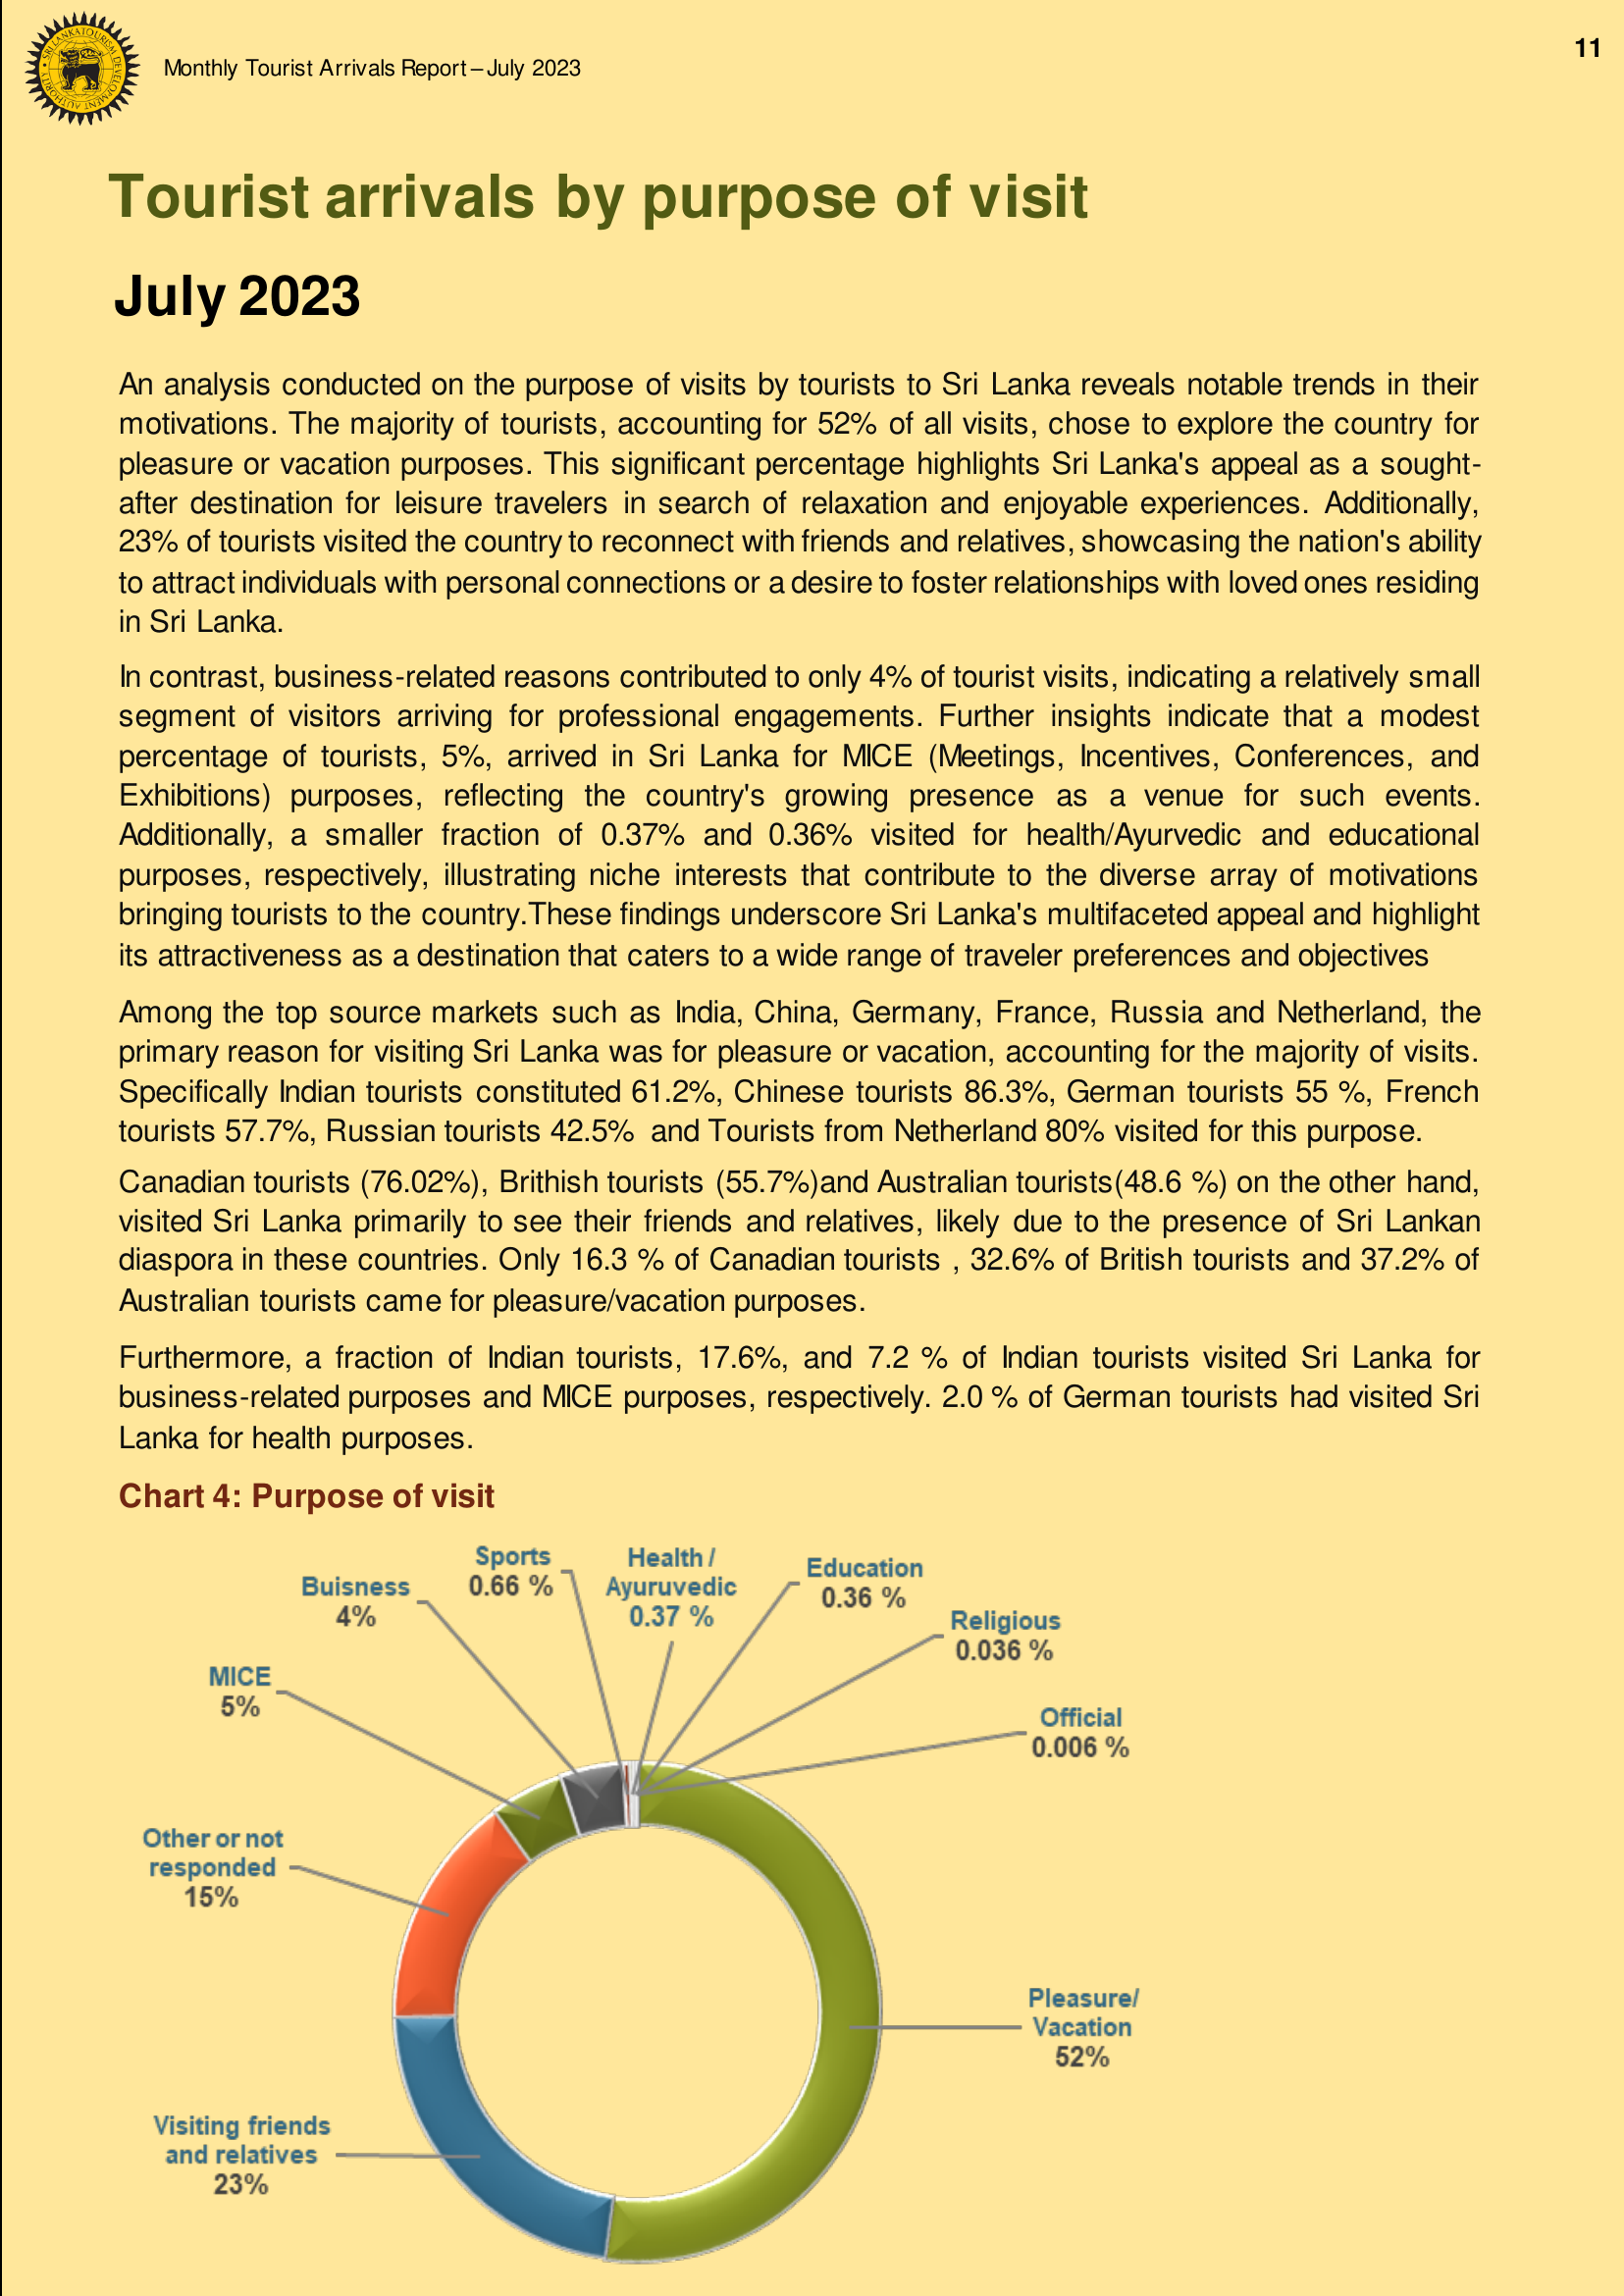 SRI LANKA TOURISM DEVELOPMENT AUTHORITY
Monthly Tourist Arrivals Report – July 2023
11
Tourist arrivals by purpose of visit
July 2023
An analysis conducted on the purpose of visits by tourists to Sri Lanka reveals notable trends in their
motivations. The majority of tourists, accounting for 52% of all visits, chose to explore the country for
pleasure or vacation purposes. This significant percentage highlights Sri Lanka's appeal as a sought-
after destination for leisure travelers in search of relaxation and enjoyable experiences. Additionally,
23% of tourists visited the country to reconnect with friends and relatives, showcasing the nation's ability
to attract individuals with personal connections or a desire to foster relationships with loved ones residing
in Sri Lanka.
In contrast, business-related reasons contributed to only 4% of tourist visits, indicating a relatively small
segment of visitors arriving for professional engagements. Further insights indicate that a modest
percentage of tourists, 5%, arrived in Sri Lanka for MICE (Meetings, Incentives, Conferences, and
Exhibitions) purposes, reflecting the country's growing presence as a venue for such events.
Additionally, a smaller fraction of 0.37% and 0.36% visited for health/Ayurvedic and educational
purposes, respectively, illustrating niche interests that contribute to the diverse array of motivations
bringing tourists to the country.These findings underscore Sri Lanka's multifaceted appeal and highlight
its attractiveness as a destination that caters to a wide range of traveler preferences and objectives
Among the top source markets such as India, China, Germany, France, Russia and Netherland, the
primary reason for visiting Sri Lanka was for pleasure or vacation, accounting for the majority of visits.
Specifically Indian tourists constituted 61.2%, Chinese tourists 86.3%, German tourists 55 %, French
tourists 57.7%, Russian tourists 42.5% and Tourists from Netherland 80% visited for this purpose.
Canadian tourists (76.02%), Brithish tourists (55.7%)and Australian tourists(48.6 %) on the other hand,
visited Sri Lanka primarily to see their friends and relatives, likely due to the presence of Sri Lankan
diaspora in these countries. Only 16.3 % of Canadian tourists , 32.6% of British tourists and 37.2% of
Australian tourists came for pleasure/vacation purposes.
Furthermore, a fraction of Indian tourists, 17.6%, and 7.2 % of Indian tourists visited Sri Lanka for
business-related purposes and MICE purposes, respectively. 2.0 % of German tourists had visited Sri
Lanka for health purposes.
Chart 4: Purpose of visit
Sports
0.66 %
Health /
Ayuruvedic
0.37 %
Education
0.36 %
Buisness
4%
Religious
0.036 %
MICE
5%
Official
0.006 %
Other or not
responded
15%
Pleasure/
Vacation
52%
Visiting friends
and relatives
23%